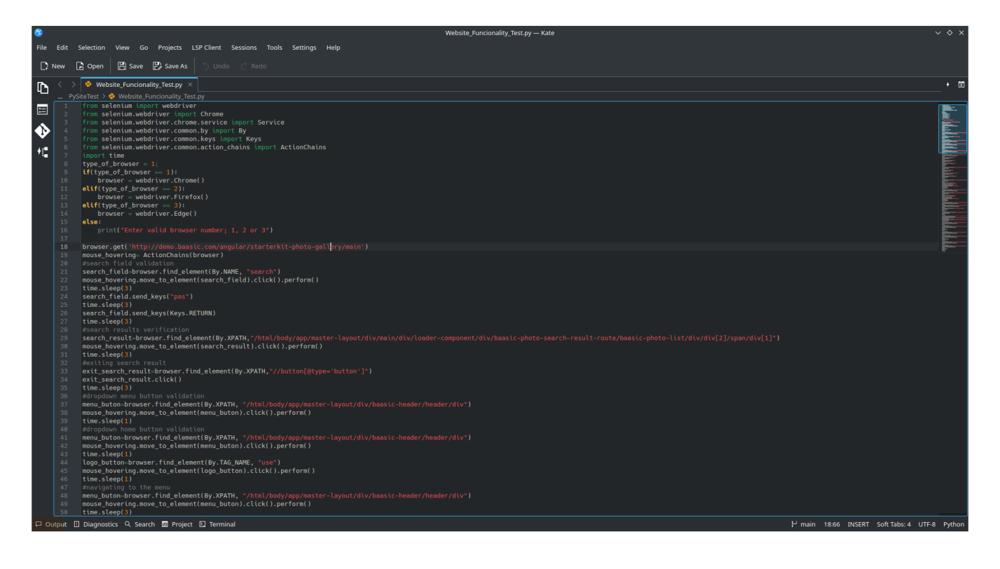 Website_Funcionality_Test.py — Kate
File Edit Selection View Go Projects LSP Client Sessions Tools Settings Help
New Open Save Save As Undo Redo
Website_Funcionality_Test.py
... PySiteTest > Website_Funcionality_Test.py
1 from selenium import webdriver
2 from selenium.webdriver import Chrome
3 from selenium.webdriver.chrome.service import Service
4 from selenium.webdriver.common.by import By
5 from selenium.webdriver.common.keys import Keys
6 from selenium.webdriver.common.action_chains import ActionChains
7 import time
8 type_of_browser = 1;
9 if(type_of_browser == 1):
10     browser = webdriver.Chrome()
11 elif(type_of_browser == 2):
12     browser = webdriver.Firefox()
13 elif(type_of_browser == 3):
14     browser = webdriver.Edge()
15 else:
16     print("Enter valid browser number; 1, 2 or 3")
17
18 browser.get('http://demo.baasic.com/angular/starterkit-photo-gallery/main')
19 mouse_hovering= ActionChains(browser)
20 #search field validation
21 search_field=browser.find_element(By.NAME, "search")
22 mouse_hovering.move_to_element(search_field).click().perform()
23 time.sleep(3)
24 search_field.send_keys("pas")
25 time.sleep(3)
26 search_field.send_keys(Keys.RETURN)
27 time.sleep(3)
28 #search results verification
29 search_result=browser.find_element(By.XPATH,"/html/body/app/master-layout/div/main/div/loader-component/div/baasic-photo-search-result-route/baasic-photo-list/div/div[2]/span/div[1]")
30 mouse_hovering.move_to_element(search_result).click().perform()
31 time.sleep(3)
32 #exiting search result
33 exit_search_result=browser.find_element(By.XPATH,"//button[@type='button']")
34 exit_search_result.click()
35 time.sleep(3)
36 #dropdown menu button validation
37 menu_buton=browser.find_element(By.XPATH, "/html/body/app/master-layout/div/baasic-header/header/div")
38 mouse_hovering.move_to_element(menu_buton).click().perform()
39 time.sleep(1)
40 #dropdown home button validation
41 menu_buton=browser.find_element(By.XPATH, "/html/body/app/master-layout/div/baasic-header/header/div")
42 mouse_hovering.move_to_element(menu_buton).click().perform()
43 time.sleep(1)
44 logo_button=browser.find_element(By.TAG_NAME, "use")
45 mouse_hovering.move_to_element(logo_button).click().perform()
46 time.sleep(1)
47 #navigating to the menu
48 menu_buton=browser.find_element(By.XPATH, "/html/body/app/master-layout/div/baasic-header/header/div")
49 mouse_hovering.move_to_element(menu_buton).click().perform()
50 time.sleep(3)
Output Diagnostics Search Project Terminal main 18:66 INSERT Soft Tabs: 4 UTF-8 Python